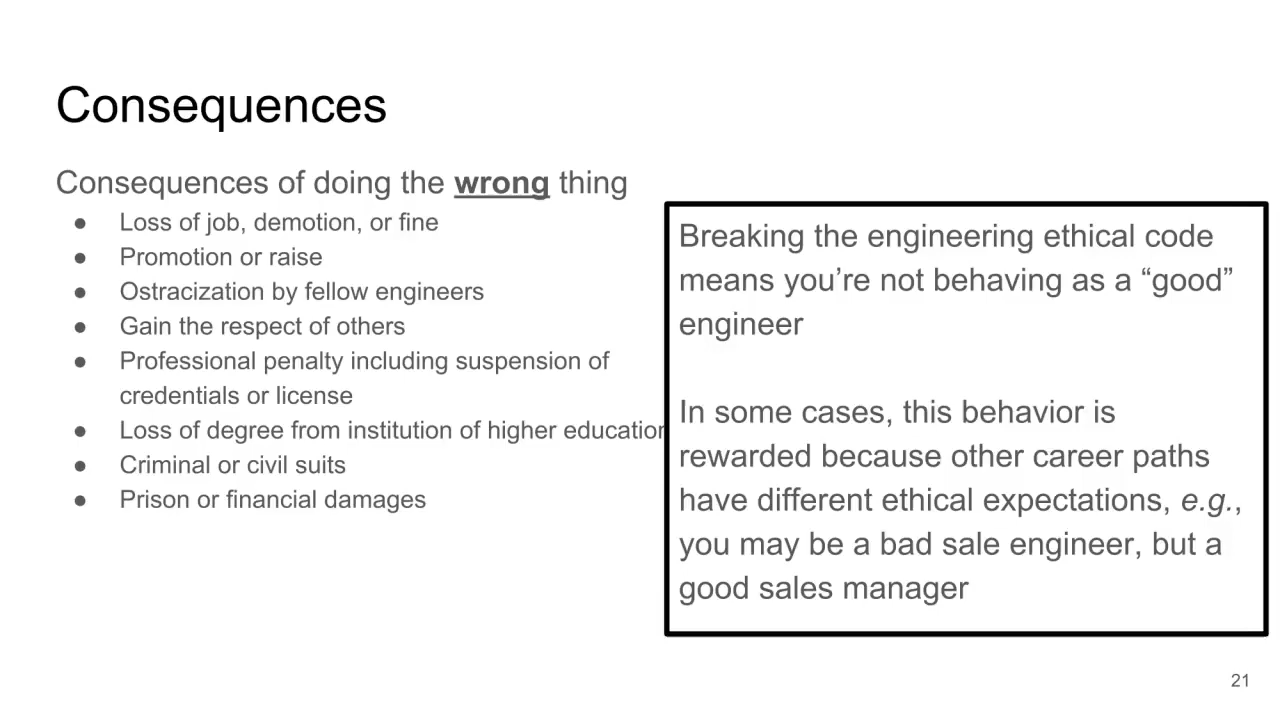 Consequences
Consequences of doing the wrong thing
● Loss of job, demotion, or fine
● Promotion or raise
● Ostracization by fellow engineers
● Gain the respect of others
● Professional penalty including suspension of
credentials or license
● Loss of degree from institution of higher education
● Criminal or civil suits
● Prison or financial damages
Breaking the engineering ethical code
means you’re not behaving as a “good”
engineer
In some cases, this behavior is
rewarded because other career paths
have different ethical expectations, e.g.,
you may be a bad sale engineer, but a
good sales manager
21